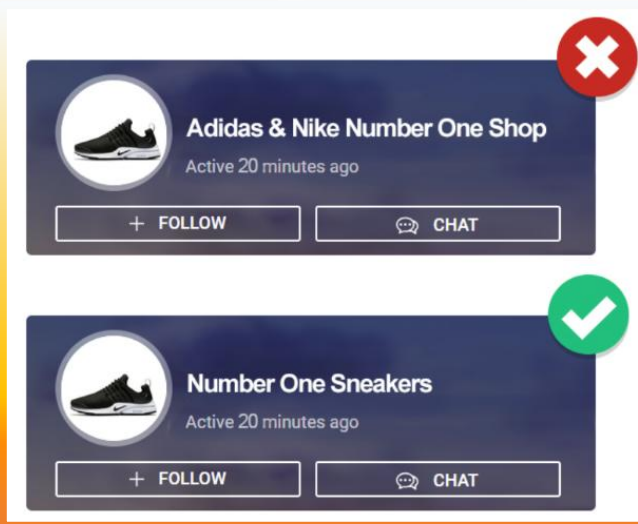 Adidas & Nike Number One Shop
Active 20 minutes ago
+ FOLLOW
CHAT
Number One Sneakers
Active 20 minutes ago
+ FOLLOW
CHAT